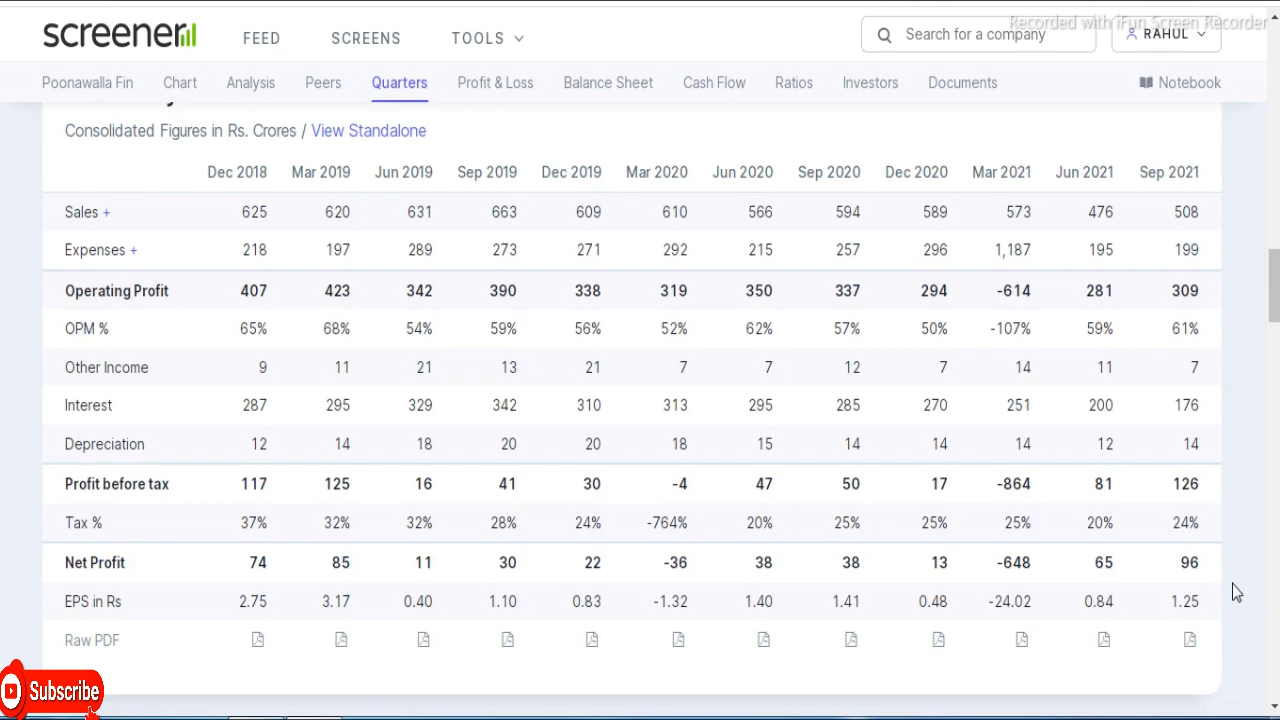 Recorded with iFun Screen Recorder
screener FEED SCREENS TOOLS Search for a company RAHUL
Poonawalla Fin Chart Analysis Peers Quarters Profit & Loss Balance Sheet Cash Flow Ratios Investors Documents Notebook
Consolidated Figures in Rs. Crores / View Standalone
Dec 2018 Mar 2019 Jun 2019 Sep 2019 Dec 2019 Mar 2020 Jun 2020 Sep 2020 Dec 2020 Mar 2021 Jun 2021 Sep 2021
Sales + 625 620 631 663 609 610 566 594 589 573 476 508
Expenses + 218 197 289 273 271 292 215 257 296 1,187 195 199
Operating Profit 407 423 342 390 338 319 350 337 294 -614 281 309
OPM % 65% 68% 54% 59% 56% 52% 62% 57% 50% -107% 59% 61%
Other Income 9 11 21 13 21 7 7 12 7 14 11 7
Interest 287 295 329 342 310 313 295 285 270 251 200 176
Depreciation 12 14 18 20 20 18 15 14 14 14 12 14
Profit before tax 117 125 16 41 30 -4 47 50 17 -864 81 126
Tax % 37% 32% 32% 28% 24% -764% 20% 25% 25% 25% 20% 24%
Net Profit 74 85 11 30 22 -36 38 38 13 -648 65 96
EPS in Rs 2.75 3.17 0.40 1.10 0.83 -1.32 1.40 1.41 0.48 -24.02 0.84 1.25
Raw PDF
Subscribe